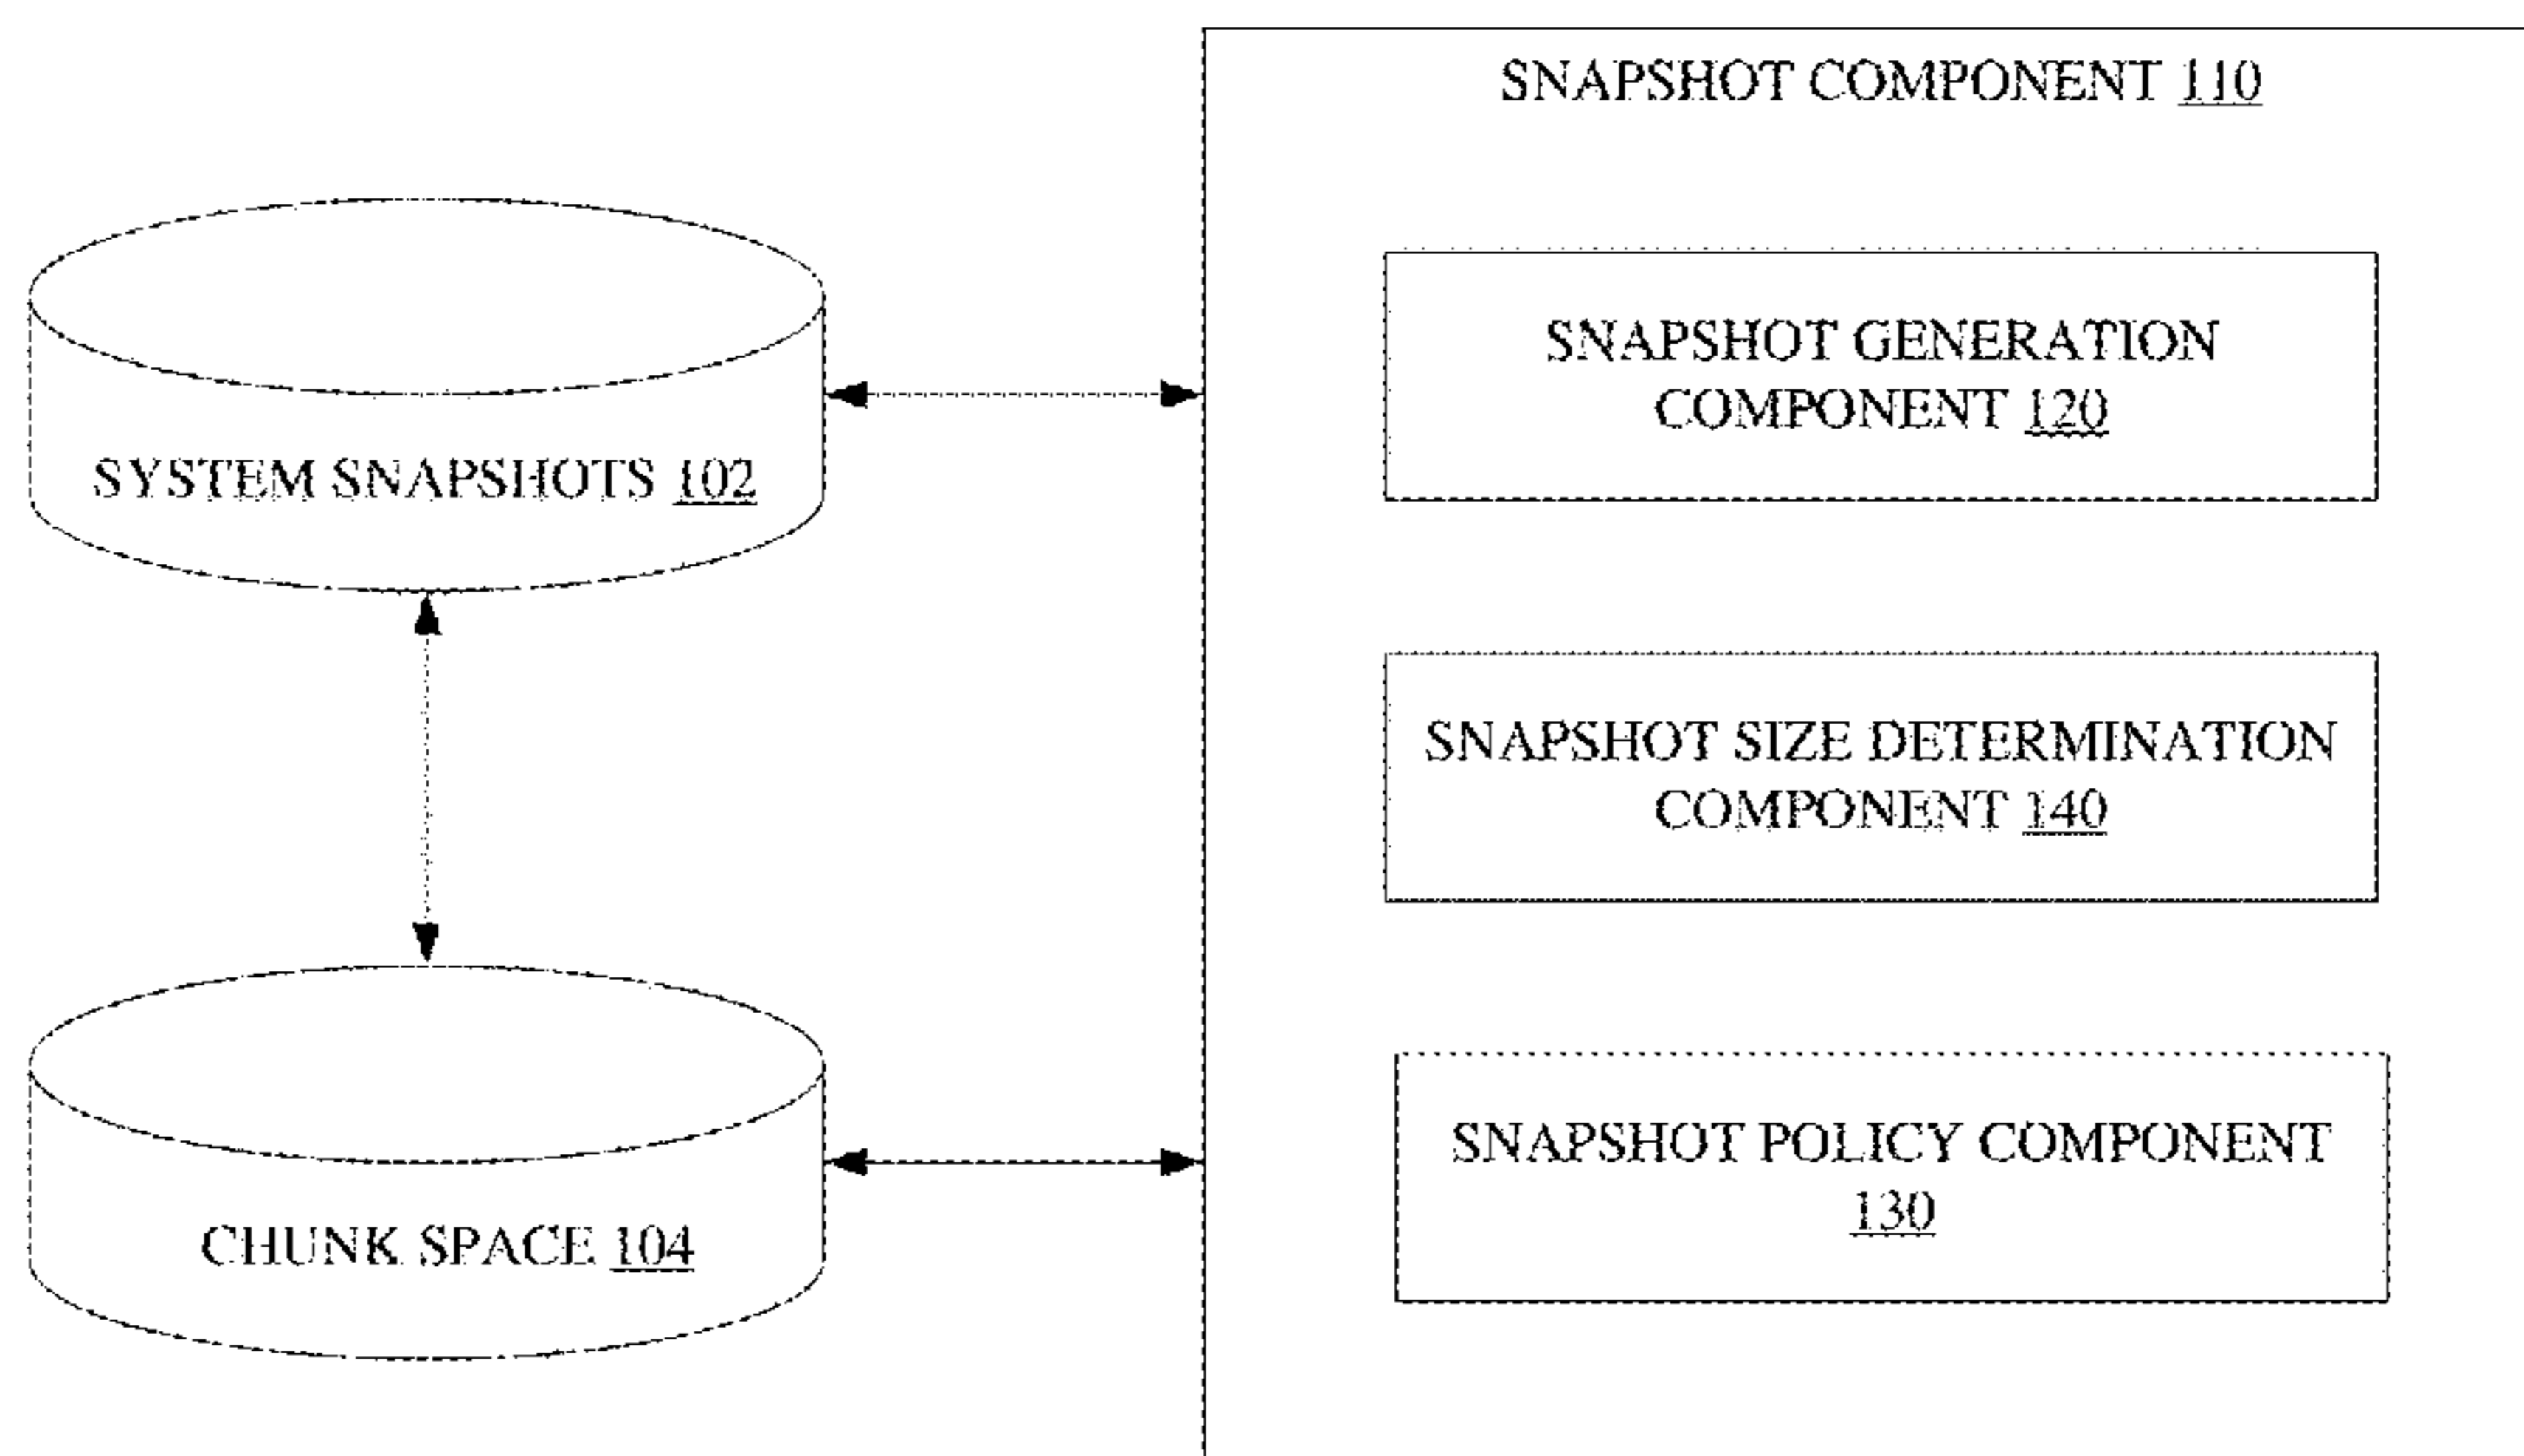 SNAPSHOT COMPONENT 110
SNAPSHOT GENERATION
COMPONENT 120
SYSTEM SNAPSHOTS 102
SNAPSHOT SIZE DETERMINATION
COMPONENT 140
SNAPSHOT POLICY COMPONENT
130
CHUNK SPACE 104